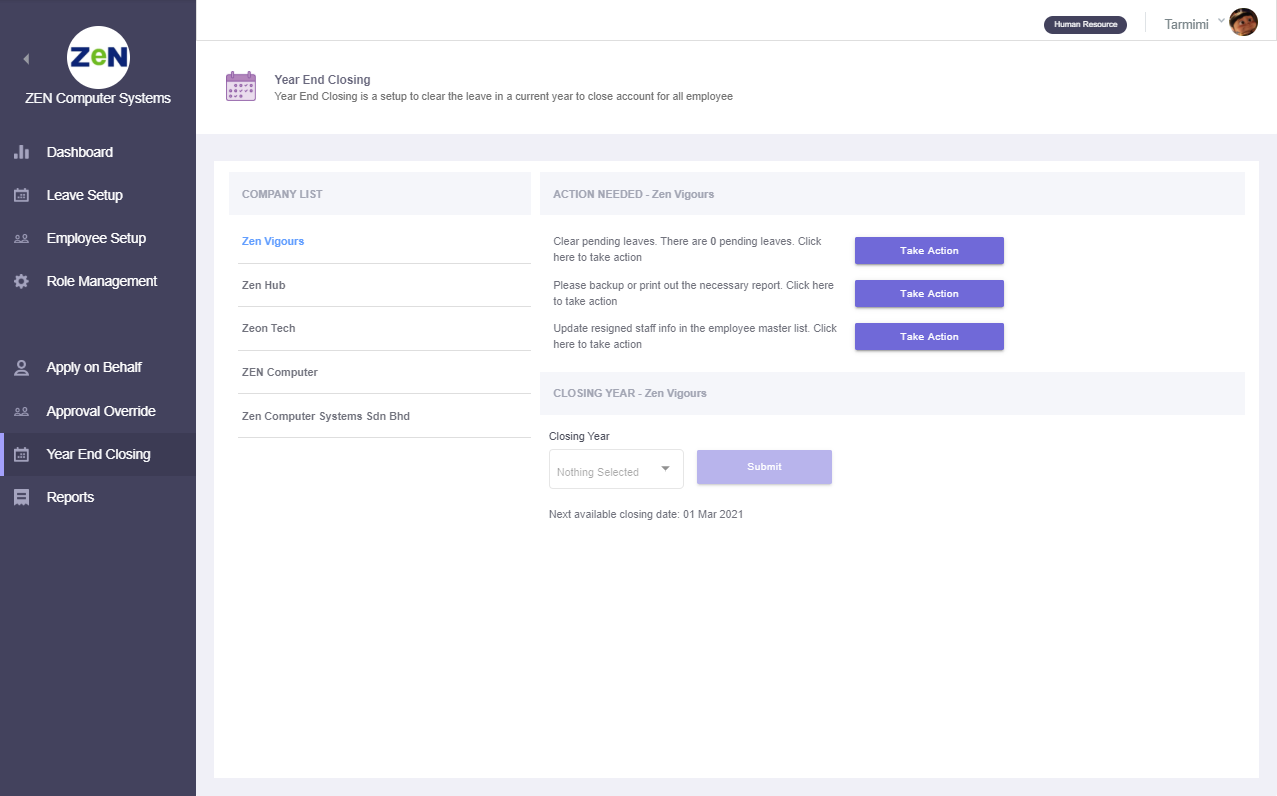 ZeN
ZEN Computer Systems
Dashboard
Leave Setup
Employee Setup
Role Management
Apply on Behalf
Approval Override
Year End Closing
Reports
Human Resource
Tarmimi
Year End Closing
Year End Closing is a setup to clear the leave in a current year to close account for all employee
COMPANY LIST
Zen Vigours
Zen Hub
Zeon Tech
ZEN Computer
Zen Computer Systems Sdn Bhd
ACTION NEEDED - Zen Vigours
Clear pending leaves. There are 0 pending leaves. Click
here to take action
Take Action
Please backup or print out the necessary report. Click here
to take action
Take Action
Update resigned staff info in the employee master list. Click
here to take action
Take Action
CLOSING YEAR - Zen Vigours
Closing Year
Nothing Selected
Submit
Next available closing date: 01 Mar 2021